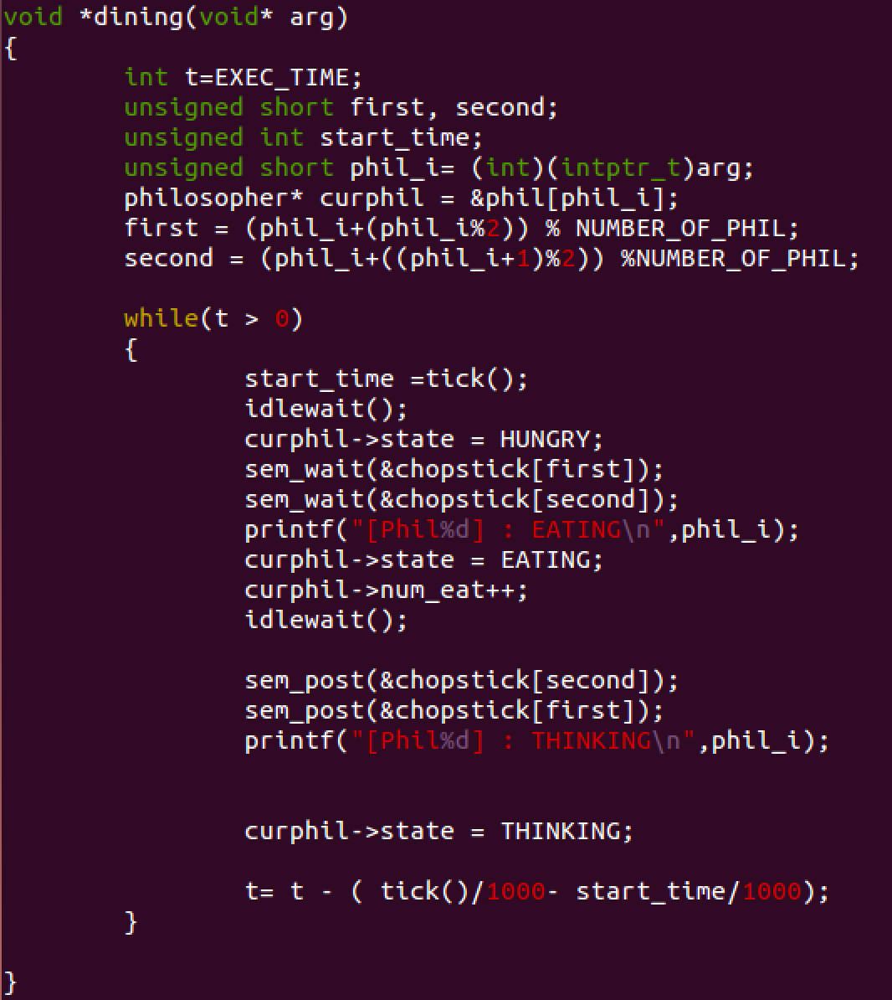 void *dining(void* arg)
{
        int t=EXEC_TIME;
        unsigned short first, second;
        unsigned int start_time;
        unsigned short phil_i= (int)(intptr_t)arg;
        philosopher* curphil = &phil[phil_i];
        first = (phil_i+(phil_i%2)) % NUMBER_OF_PHIL;
        second = (phil_i+((phil_i+1)%2)) %NUMBER_OF_PHIL;

        while(t > 0)
        {
                start_time =tick();
                idlewait();
                curphil->state = HUNGRY;
                sem_wait(&chopstick[first]);
                sem_wait(&chopstick[second]);
                printf("[Phil%d] : EATING\n",phil_i);
                curphil->state = EATING;
                curphil->num_eat++;
                idlewait();

                sem_post(&chopstick[second]);
                sem_post(&chopstick[first]);
                printf("[Phil%d] : THINKING\n",phil_i);


                curphil->state = THINKING;

                t= t - ( tick()/1000- start_time/1000);
        }

}